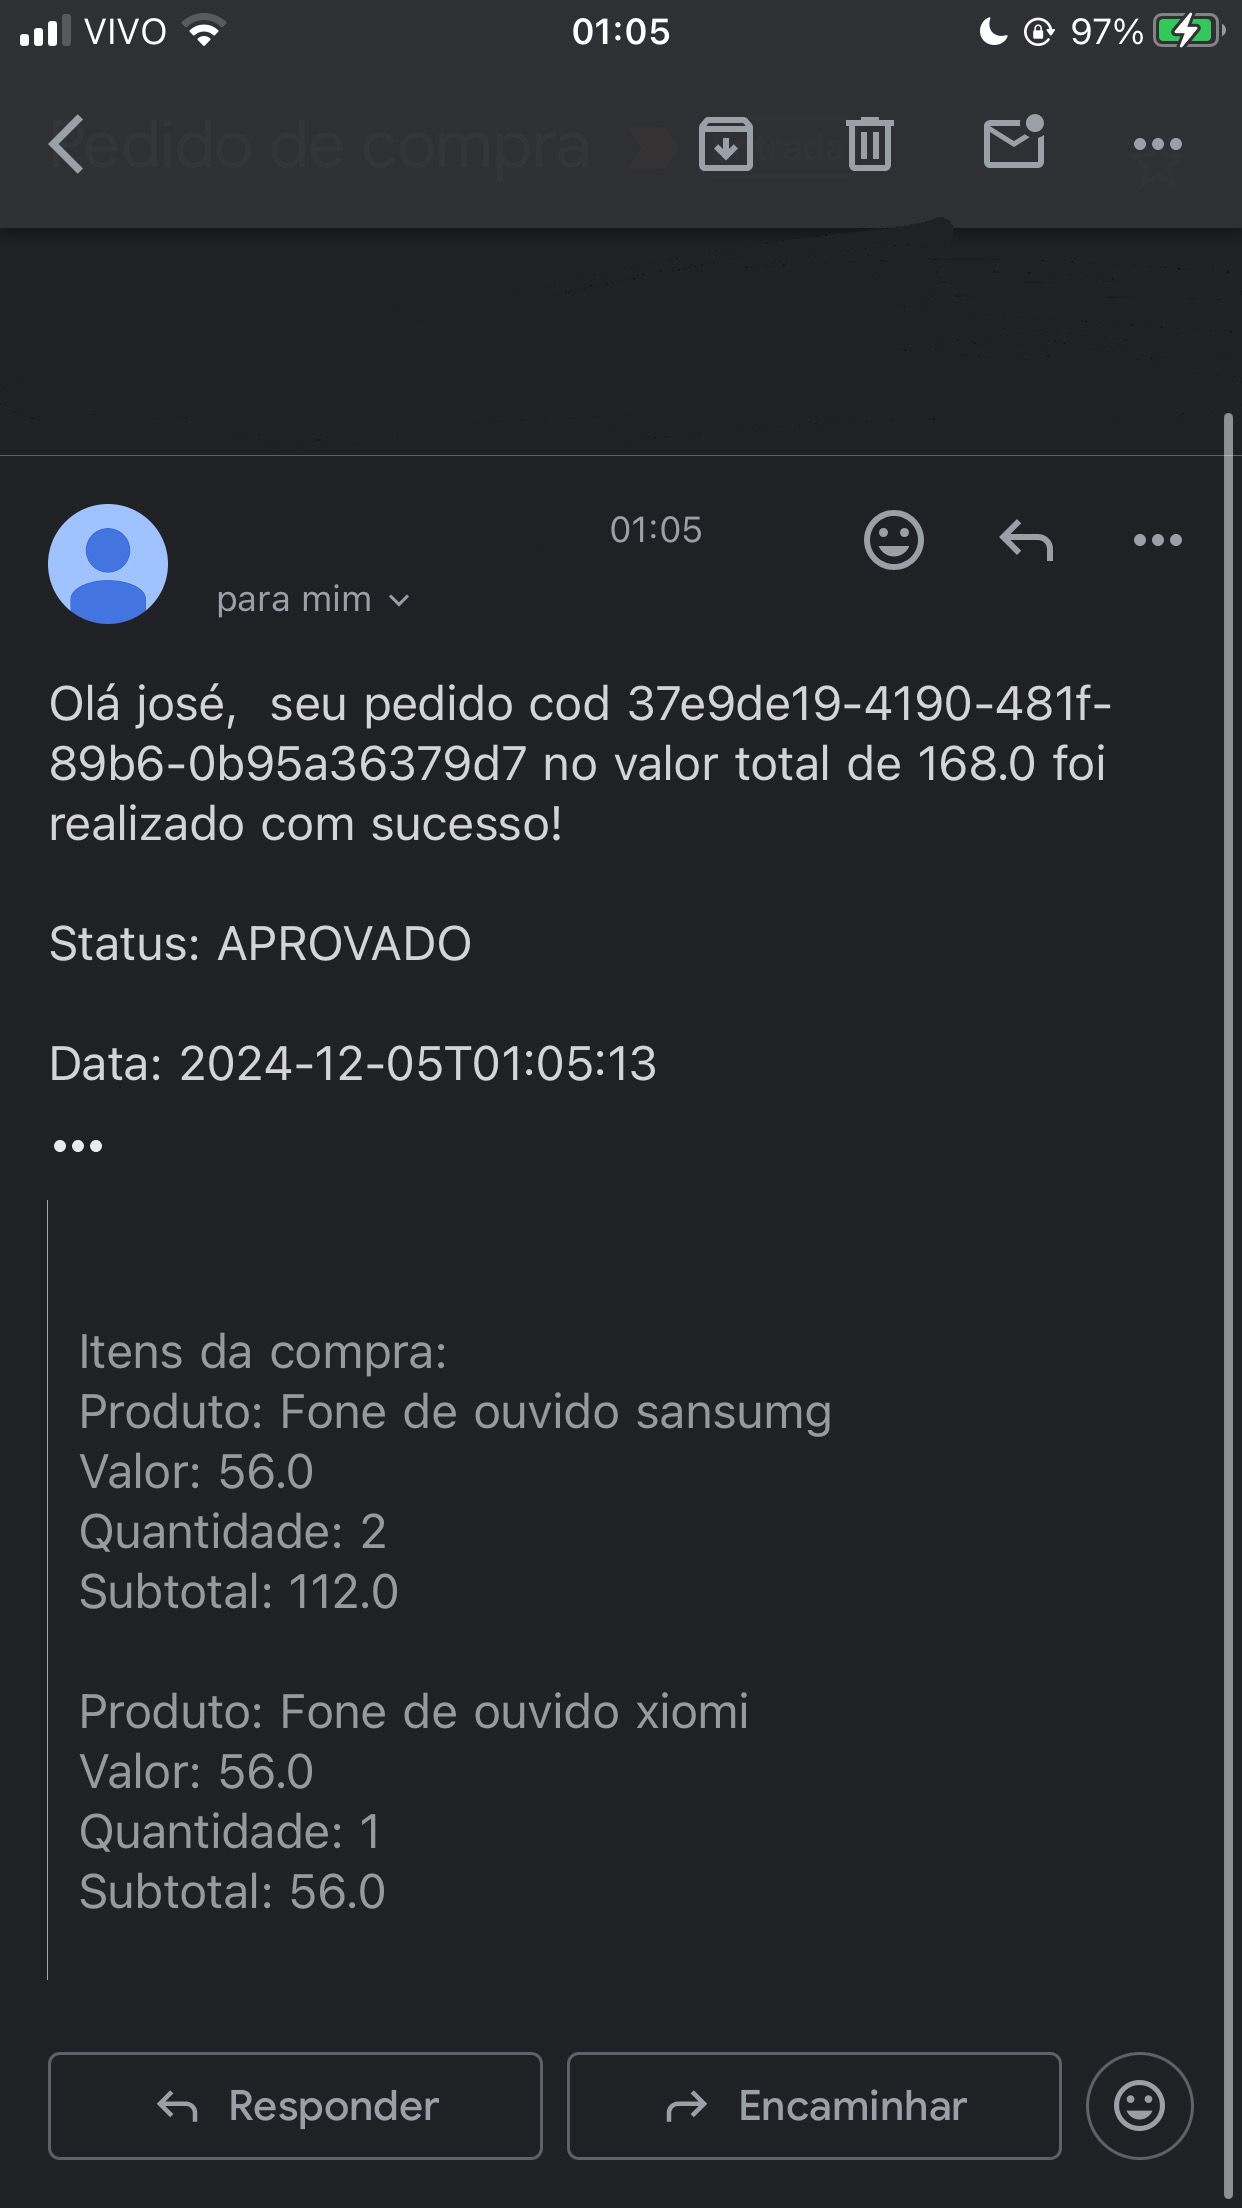 VIVO 01:05 97%
Pedido de compra
01:05
para mim
Olá josé,  seu pedido cod 37e9de19-4190-481f-
89b6-0b95a36379d7 no valor total de 168.0 foi
realizado com sucesso!
Status: APROVADO
Data: 2024-12-05T01:05:13
Itens da compra:
Produto: Fone de ouvido sansumg
Valor: 56.0
Quantidade: 2
Subtotal: 112.0
Produto: Fone de ouvido xiomi
Valor: 56.0
Quantidade: 1
Subtotal: 56.0
Responder Encaminhar